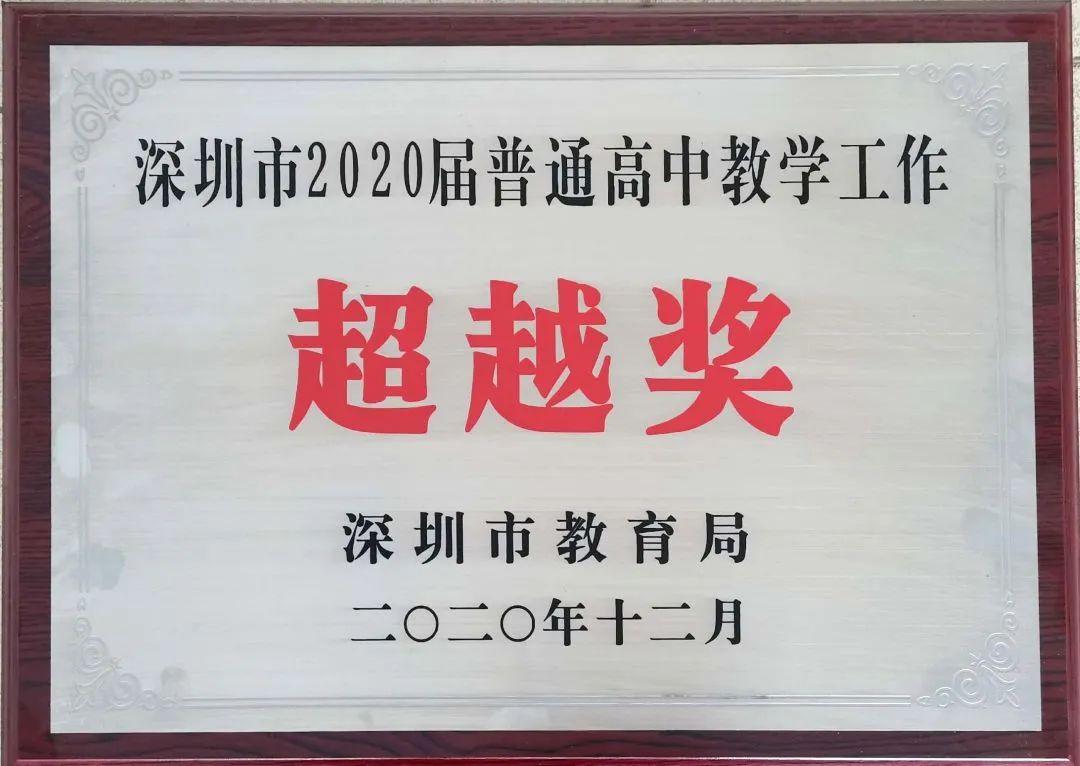 深圳市2020届普通高中教学工作
超越奖
深圳市教育局
二〇二〇年十二月